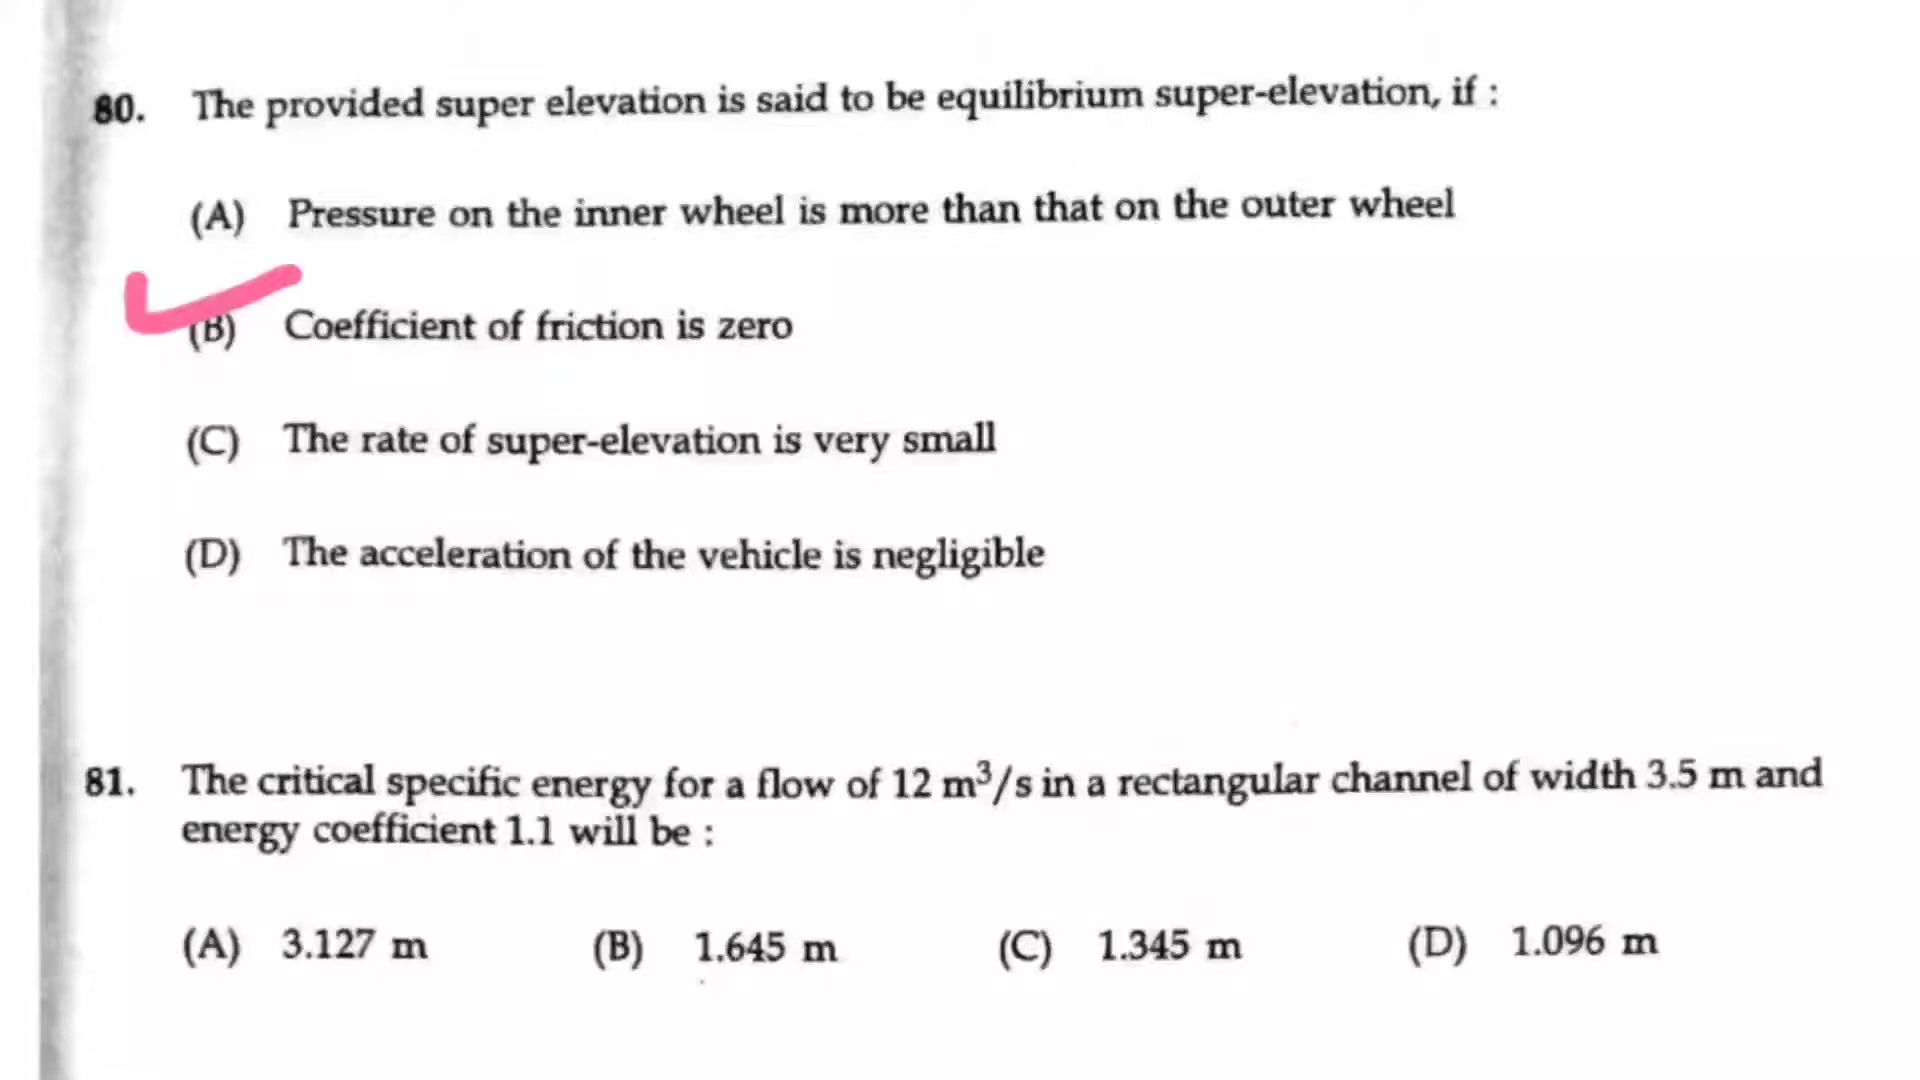 80. The provided super elevation is said to be equilibrium super-elevation, if :
(A) Pressure on the inner wheel is more than that on the outer wheel
(B) Coefficient of friction is zero
(C) The rate of super-elevation is very small
(D) The acceleration of the vehicle is negligible
81. The critical specific energy for a flow of 12 m³/s in a rectangular channel of width 3.5 m and
energy coefficient 1.1 will be :
(A) 3.127 m (B) 1.645 m (C) 1.345 m (D) 1.096 m